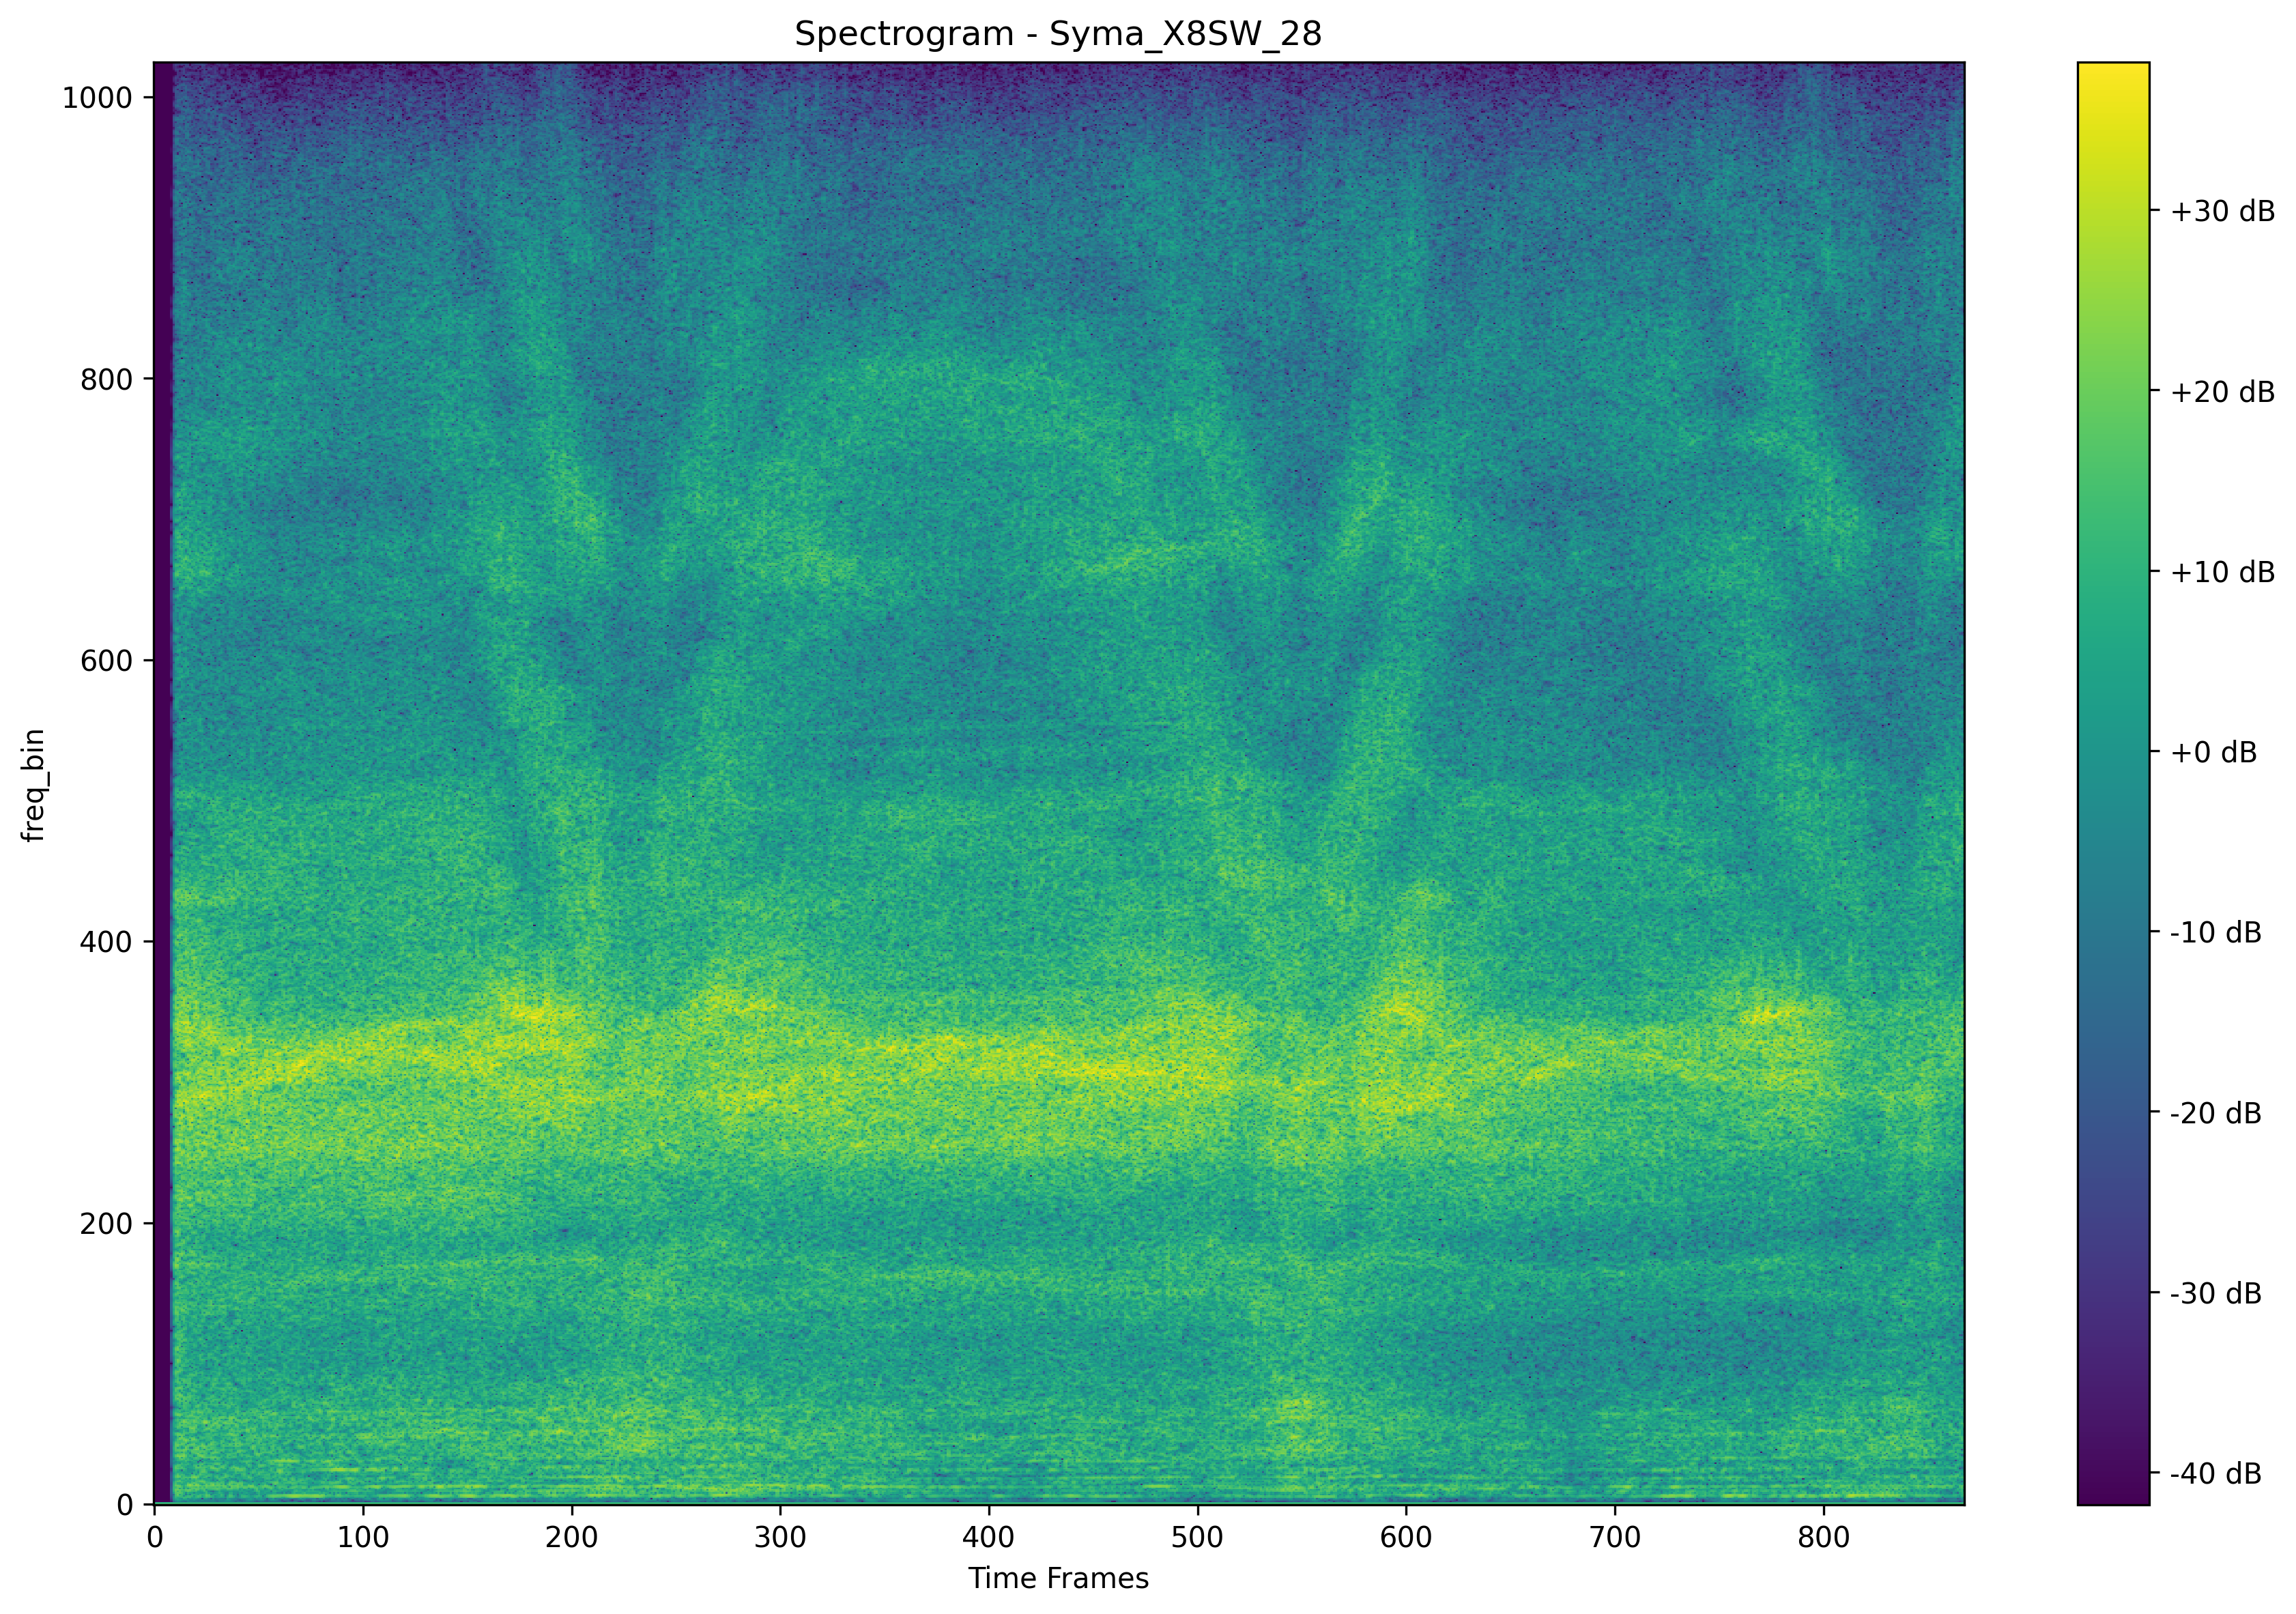 Spectrogram - Syma_X8SW_28
1000
800
600
400
200
0
freq_bin
0 100 200 300 400 500 600 700 800
Time Frames
+30 dB
+20 dB
+10 dB
+0 dB
-10 dB
-20 dB
-30 dB
-40 dB